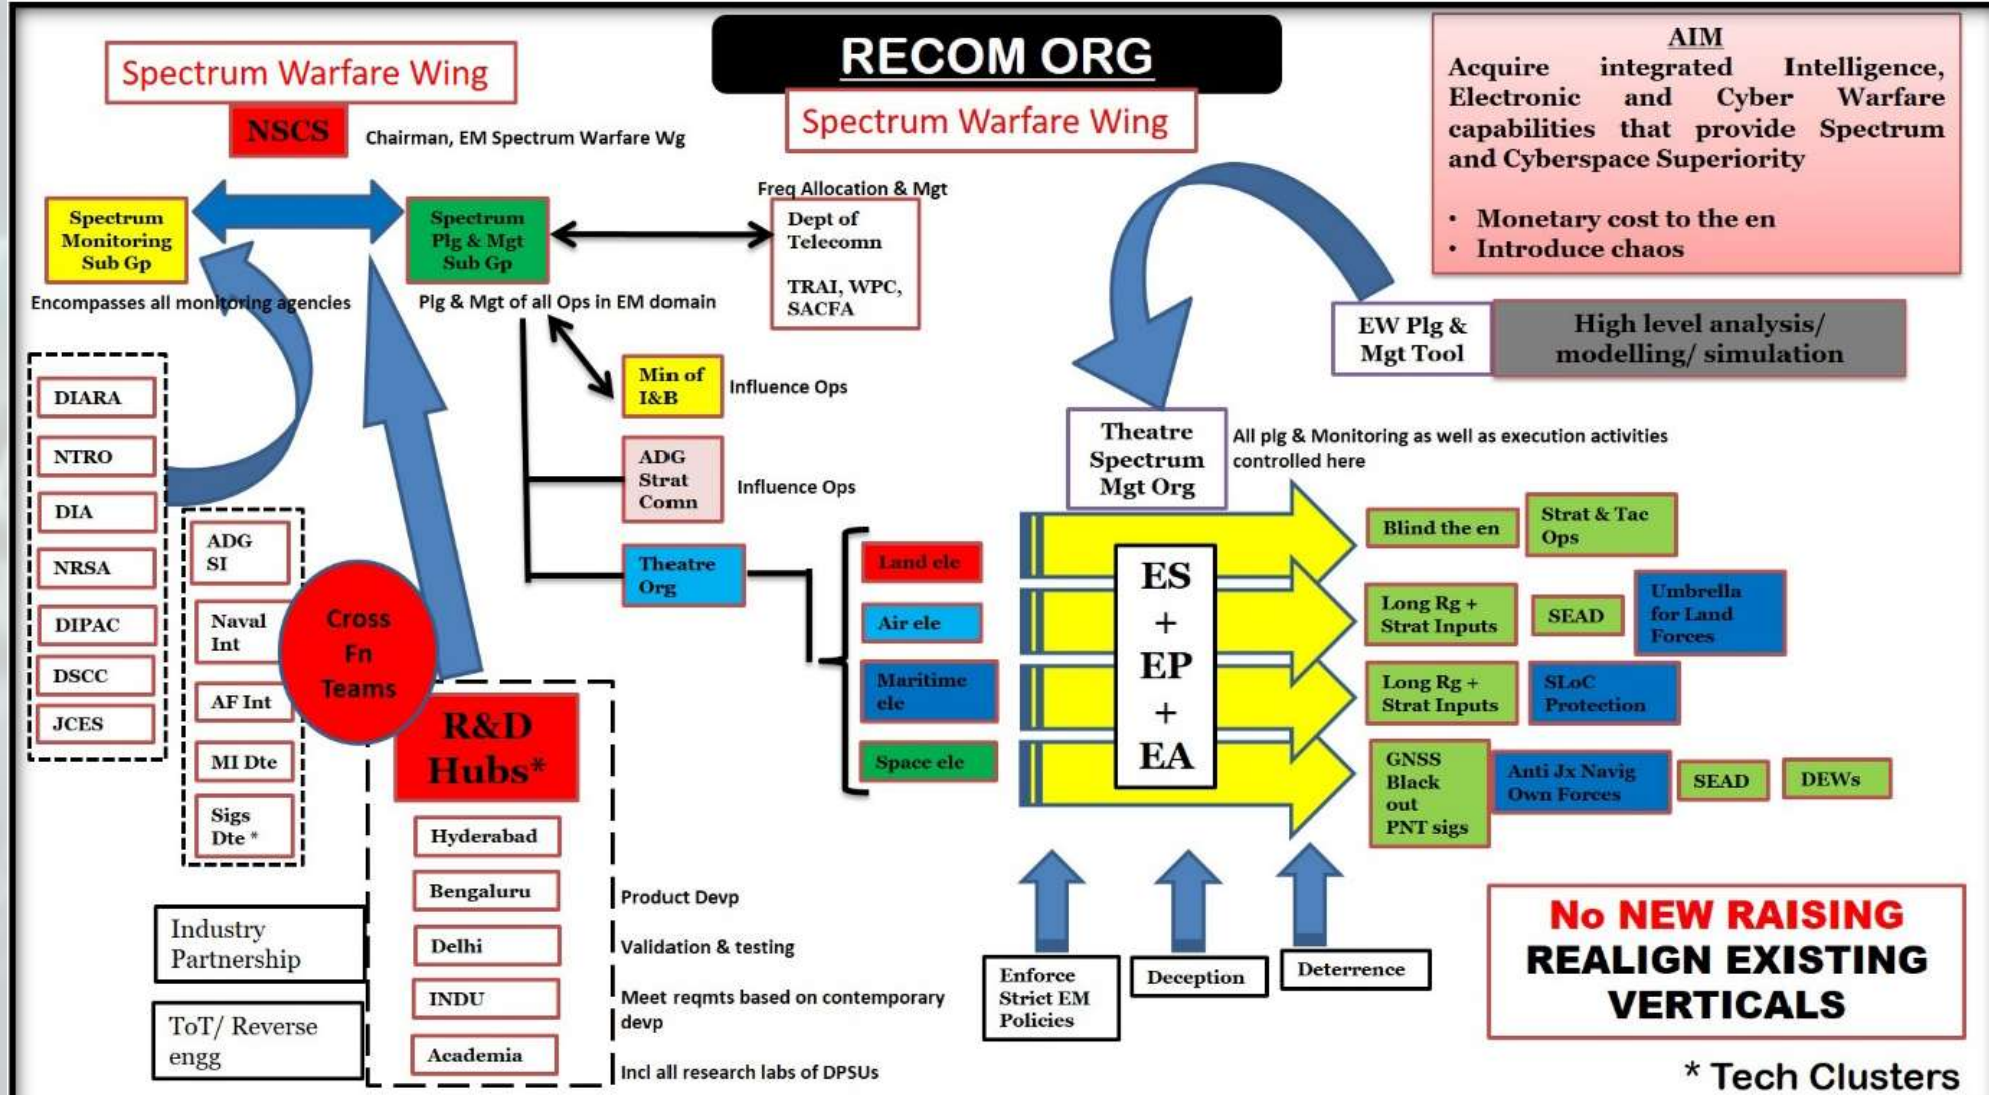 RECOM ORG
Spectrum Warfare Wing
Spectrum Warfare Wing
NSCS
Chairman, EM Spectrum Warfare Wg
AIM
Acquire integrated Intelligence,
Electronic and Cyber Warfare
capabilities that provide Spectrum
and Cyberspace Superiority
• Monetary cost to the en
• Introduce chaos
Spectrum
Monitoring
Sub Gp
Encompasses all monitoring agencies
Spectrum
Plg & Mgt
Sub Gp
Plg & Mgt of all Ops in EM domain
Freq Allocation & Mgt
Dept of
Telecomn
TRAI, WPC,
SACFA
EW Plg &
Mgt Tool
High level analysis/
modelling/ simulation
DIARA
NTRO
DIA
NRSA
DIPAC
DSCC
JCES
ADG
SI
Naval
Int
AF Int
MI Dte
Sigs
Dte *
Cross
Fn
Teams
Min of
I&B
Influence Ops
ADG
Strat
Comn
Influence Ops
Theatre
Org
Land ele
Air ele
Maritime
ele
Space ele
Theatre
Spectrum
Mgt Org
All plg & Monitoring as well as execution activities
controlled here
ES
+
EP
+
EA
Blind the en
Strat & Tac
Ops
Long Rg +
Strat Inputs
SEAD
Umbrella
for Land
Forces
Long Rg +
Strat Inputs
SLoC
Protection
GNSS
Black
out
PNT sigs
Anti Jx Navig
Own Forces
SEAD
DEWs
R&D
Hubs*
Hyderabad
Bengaluru
Delhi
INDU
Academia
Product Devp
Validation & testing
Meet reqmts based on contemporary
devp
Incl all research labs of DPSUs
Industry
Partnership
ToT/ Reverse
engg
Enforce
Strict EM
Policies
Deception
Deterrence
No NEW RAISING
REALIGN EXISTING
VERTICALS
* Tech Clusters